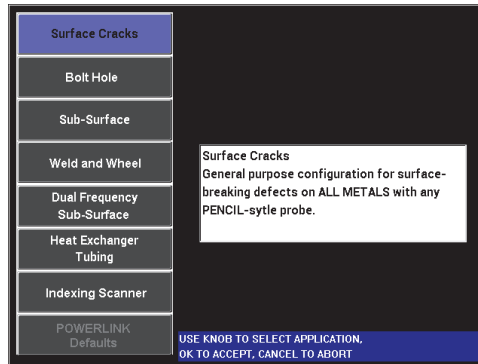 Surface Cracks
Bolt Hole
Sub-Surface
Weld and Wheel
Dual Frequency
Sub-Surface
Heat Exchanger
Tubing
Indexing Scanner
POWERLINK
Defaults
Surface Cracks
General purpose configuration for surface-
breaking defects on ALL METALS with any
PENCIL-sytle probe.
USE KNOB TO SELECT APPLICATION,
OK TO ACCEPT, CANCEL TO ABORT